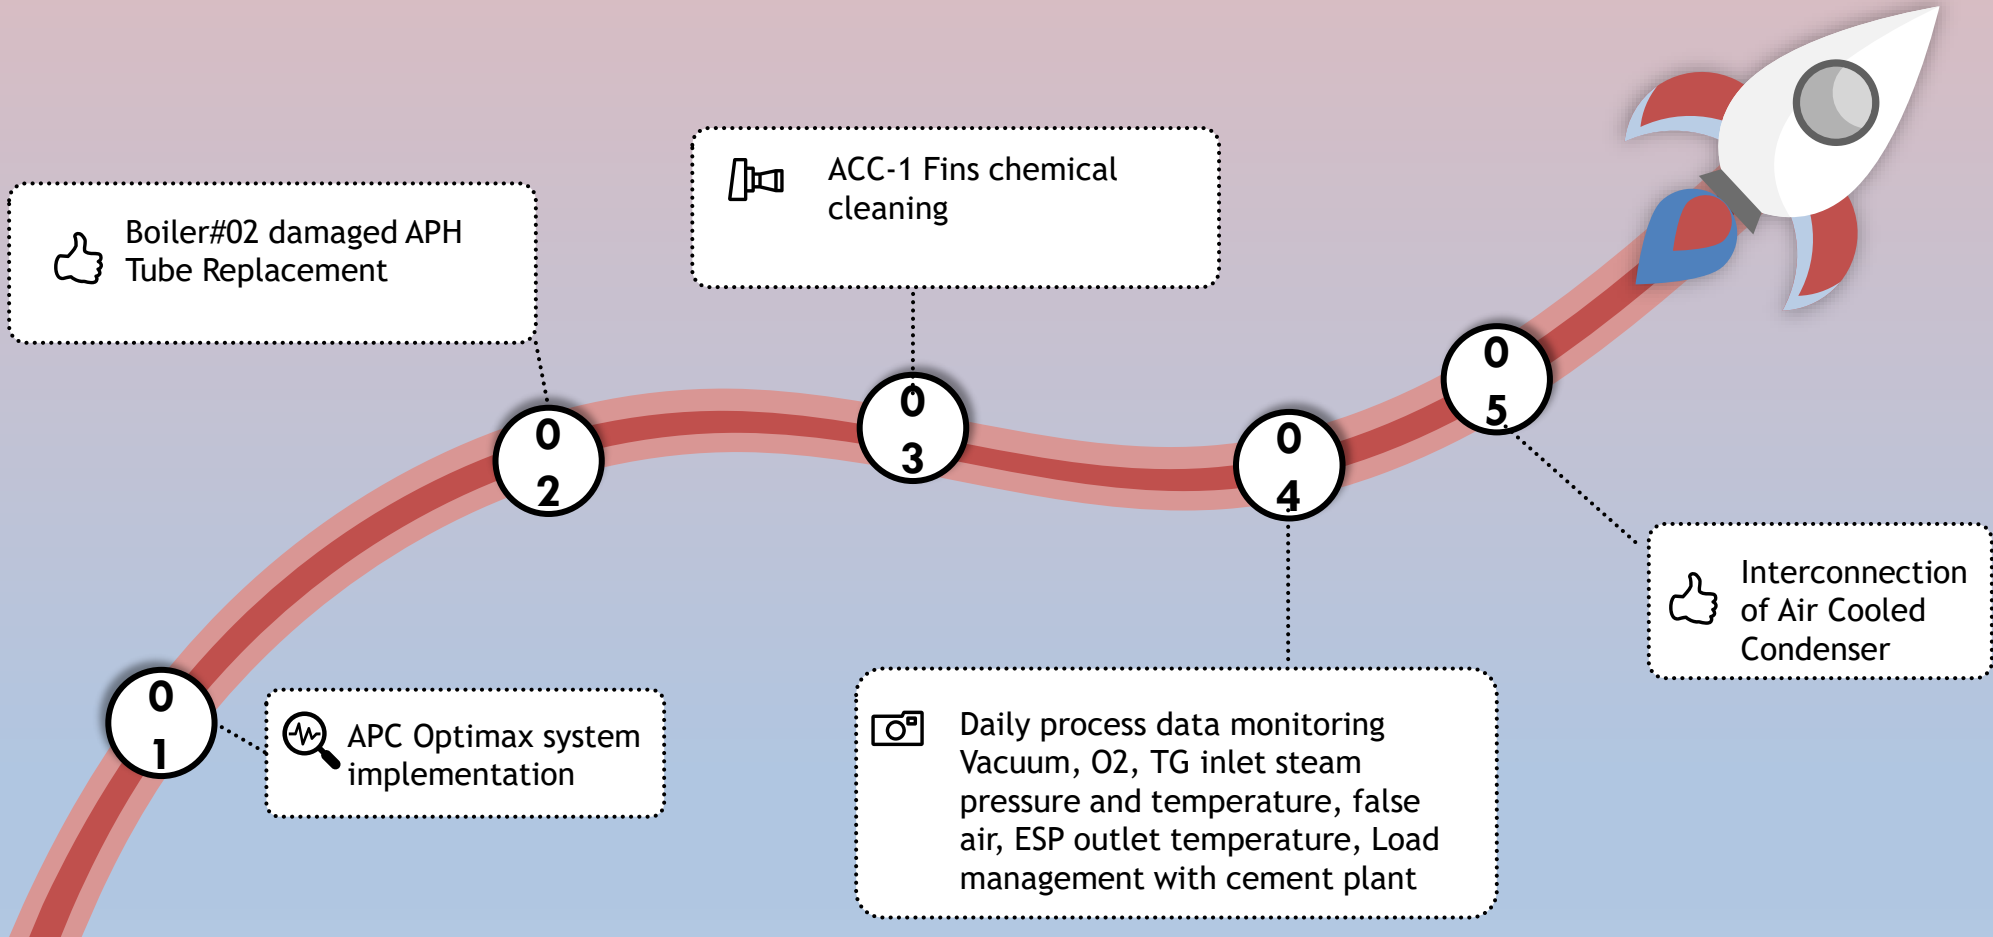 ACC-1 Fins chemical
cleaning
Boiler#02 damaged APH
Tube Replacement
0
5
0
3
0
2
0
4
Interconnection
of Air Cooled
Condenser
0
1
APC Optimax system
implementation
Daily process data monitoring
Vacuum, O2, TG inlet steam
pressure and temperature, false
air, ESP outlet temperature, Load
management with cement plant